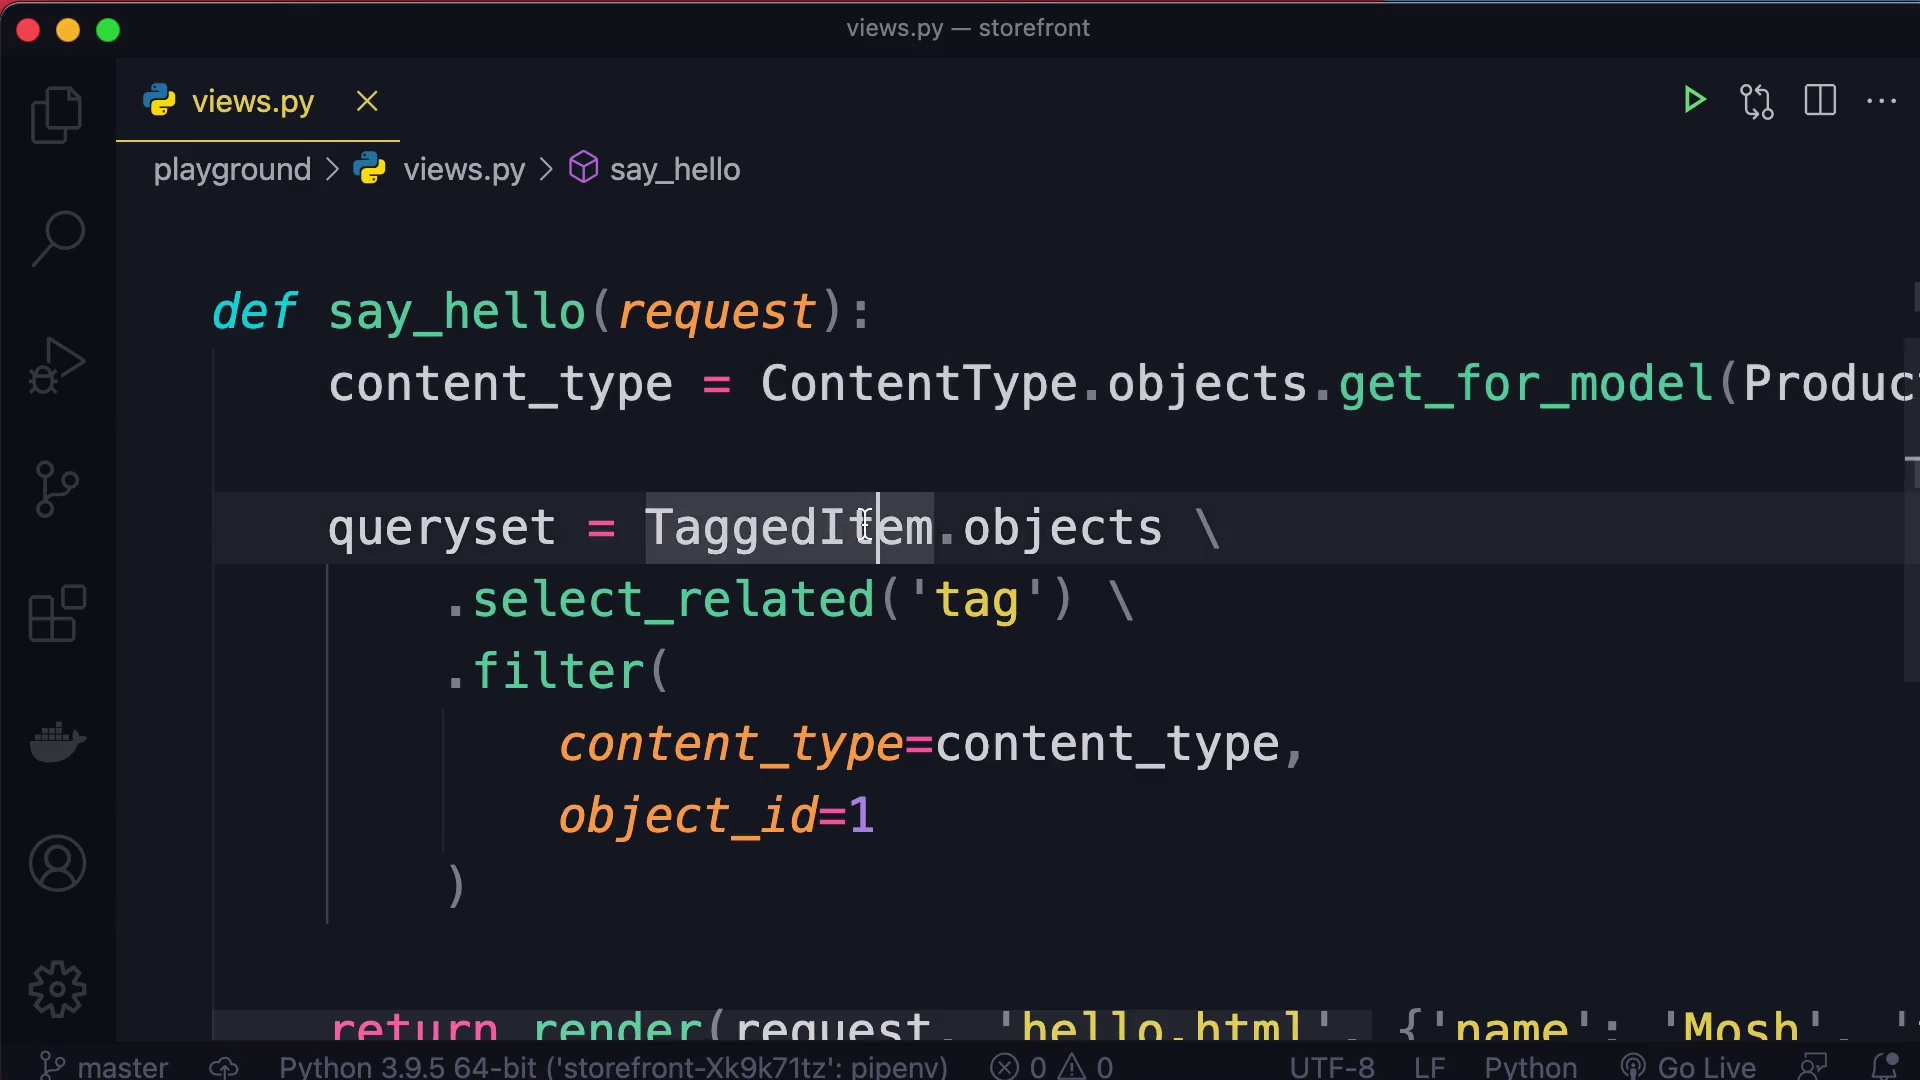 views.py — storefront
views.py
playground > views.py > say_hello
def say_hello(request):
content_type = ContentType.objects.get_for_model(Product
queryset = TaggedItem.objects \
.select_related('tag') \
.filter(
content_type=content_type,
object_id=1
)
return render(request, 'hello.html', {'name': 'Mosh', '
master
Python 3.9.5 64-bit ('storefront-Xk9k71tz': pipenv)
0
0
UTF-8
LF
Python
Go Live